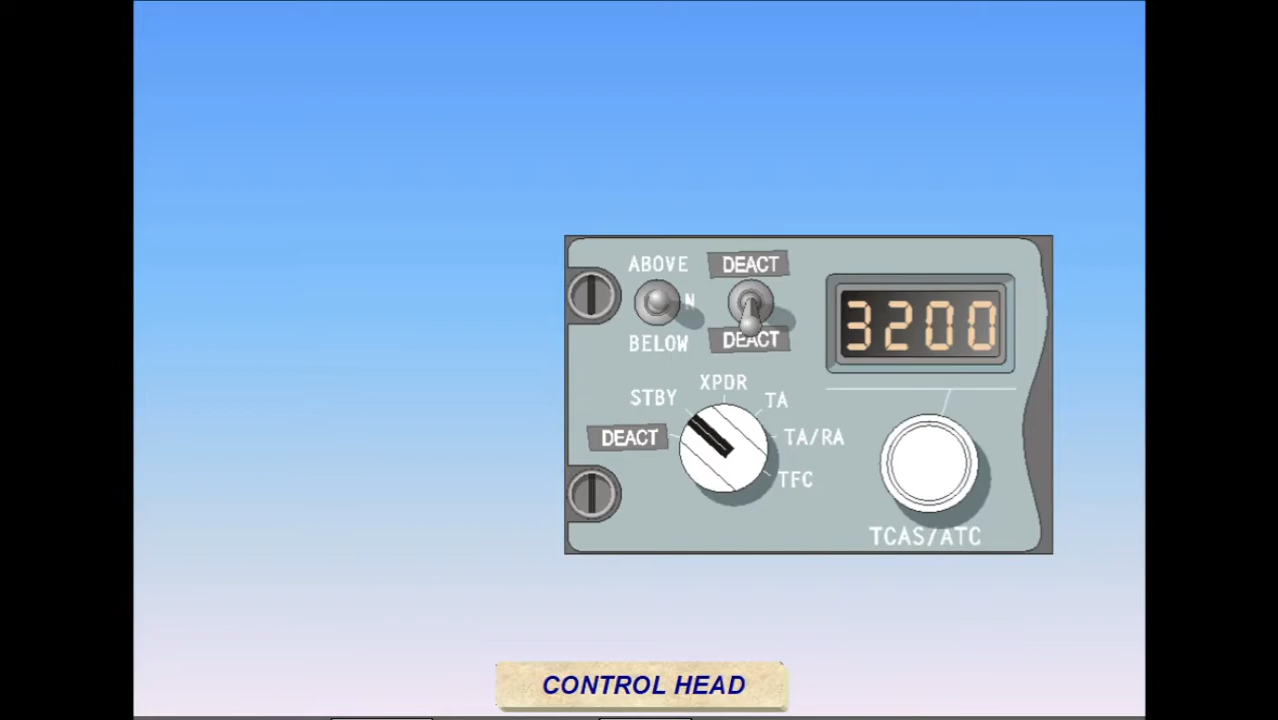 ABOVE
DEACT
N
BELOW
DEACT
3200
STBY
XPDR
TA
DEACT
TA/RA
TFC
TCAS/ATC
CONTROL HEAD